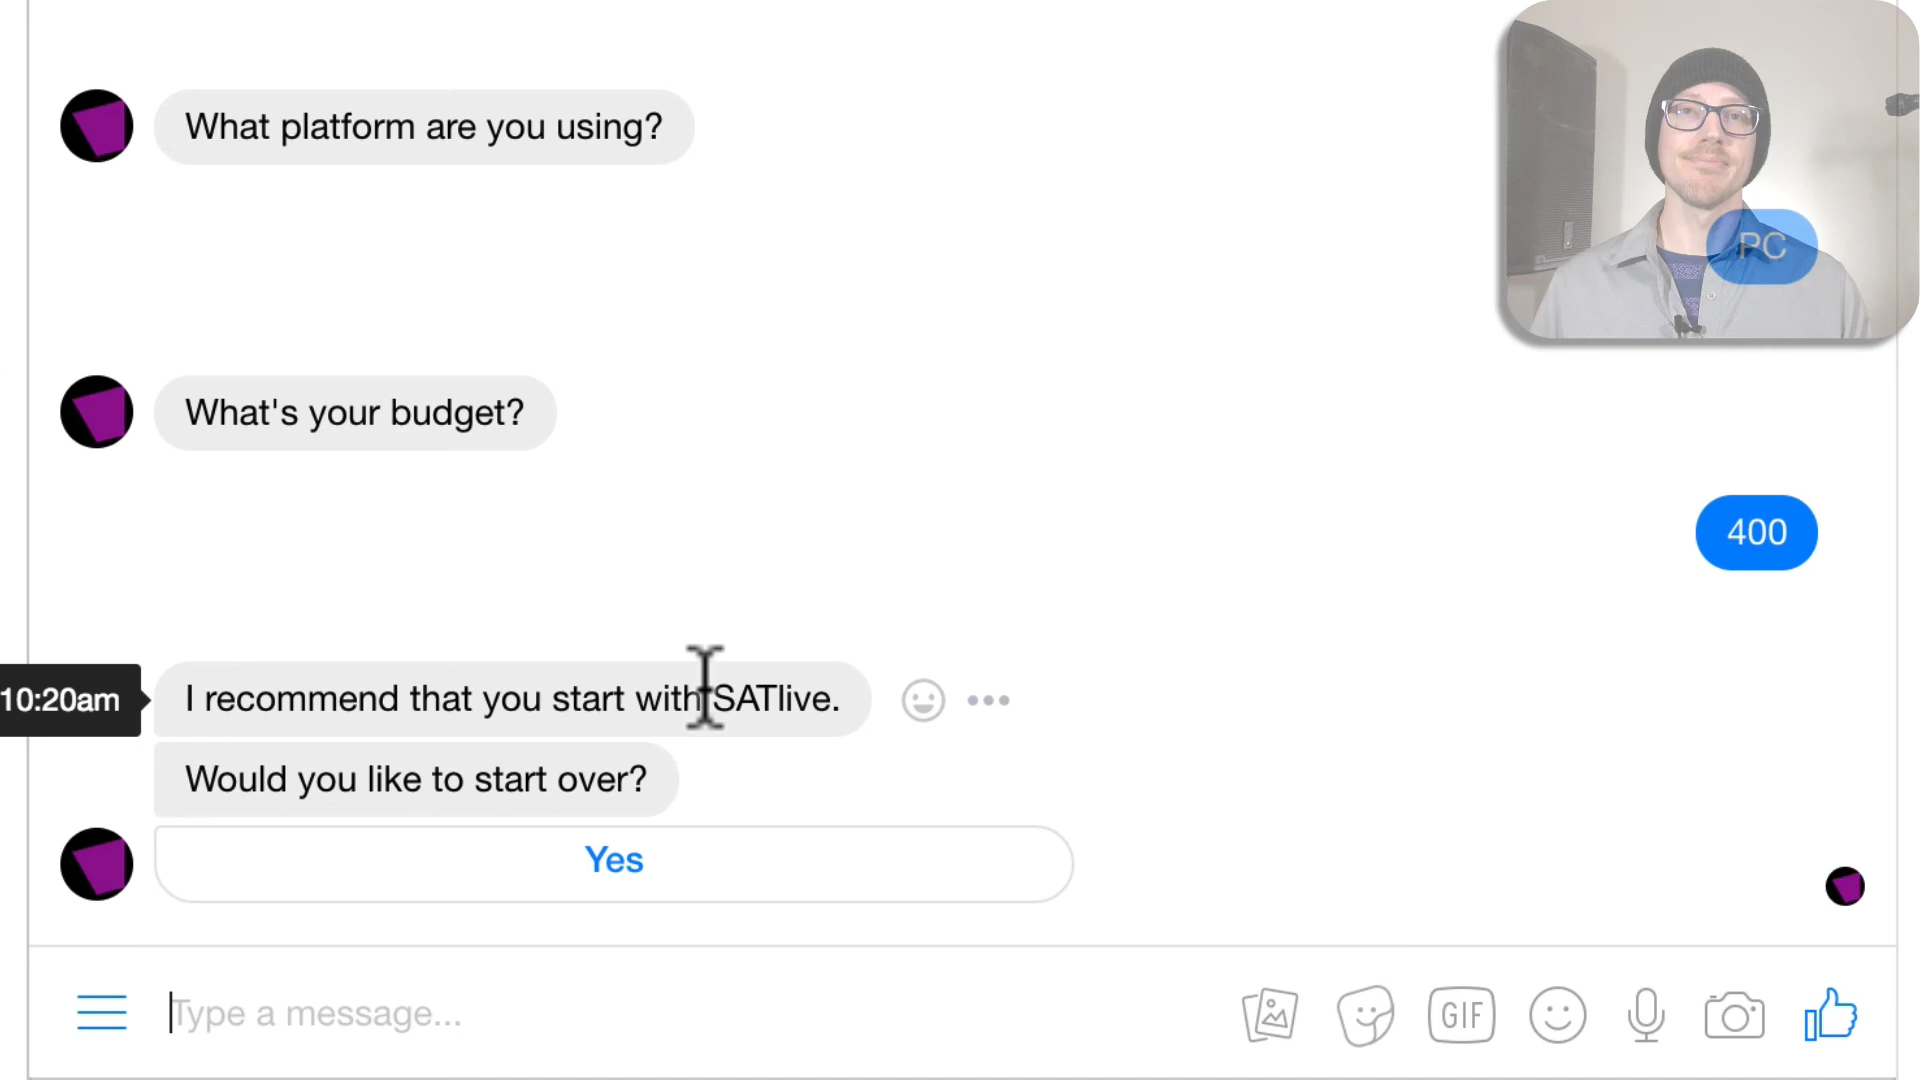 What platform are you using?
PC
What's your budget?
400
10:20am
I recommend that you start with SATlive.
Would you like to start over?
Yes
Type a message...
GIF